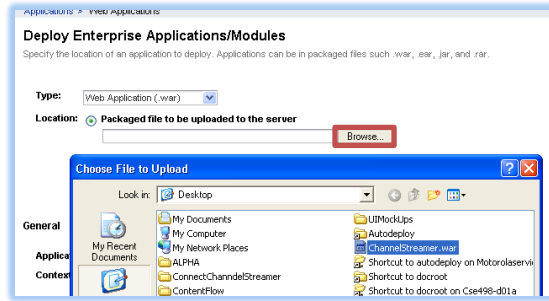 Applications > Web Applications
Deploy Enterprise Applications/Modules
Specify the location of an application to deploy. Applications can be in packaged files such .war, .ear, .jar, and .rar.
Type: Web Application (.war)
Location: Packaged file to be uploaded to the server
Browse...
Choose File to Upload
Look in: Desktop
General
My Recent Documents
My Documents
My Computer
My Network Places
ALPHA
ConnectChanndelStreamer
ContentFlow
UIMockUps
Autodeploy
ChannelStreamer.war
Shortcut to autodeploy on Motorolaservi
Shortcut to docroot
Shortcut to docroot on Cse498-d01a
Applica
Contex